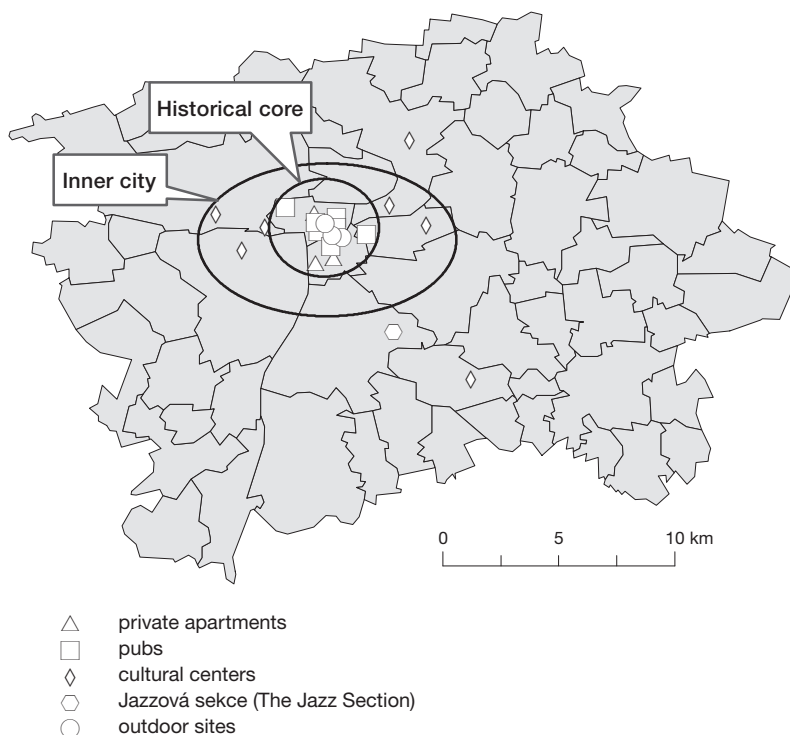 Historical core
Inner city
0 5 10 km
private apartments
pubs
cultural centers
Jazzová sekce (The Jazz Section)
outdoor sites